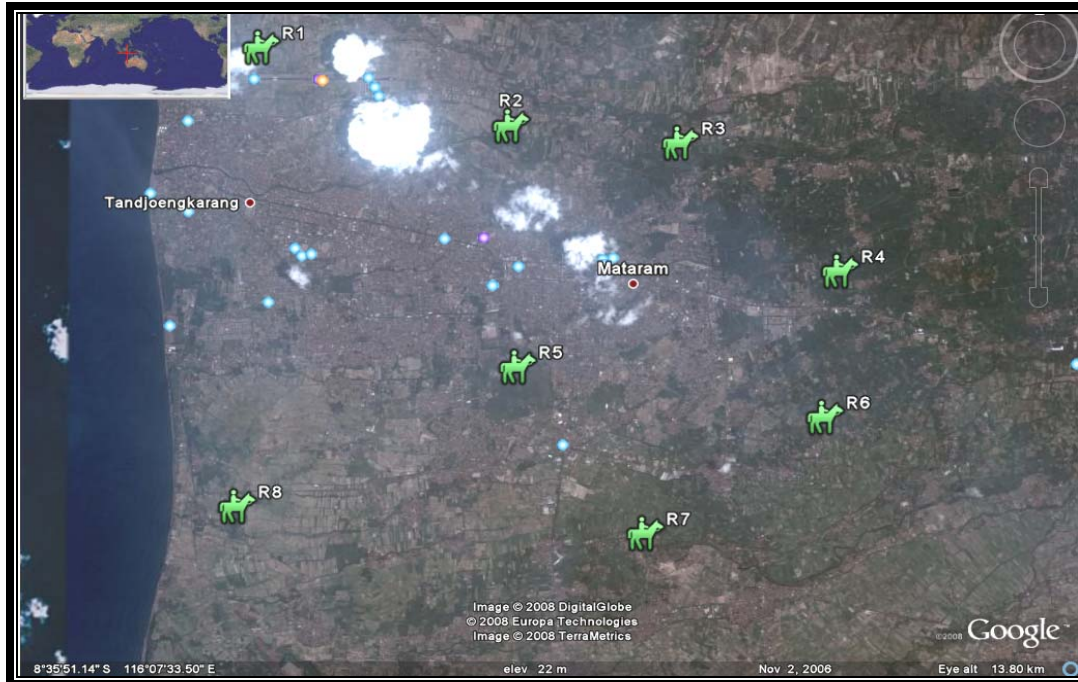 R1
R2
R3
Tandjoengkarang
R4
Mataram
R5
R6
R8
R7
Image © 2008 DigitalGlobe
© 2008 Europa Technologies
Image © 2008 TerraMetrics
©2008 Google
8°35'51.14" S 116°07'33.50" E elev 22 m Nov 2, 2006 Eye alt 13.80 km